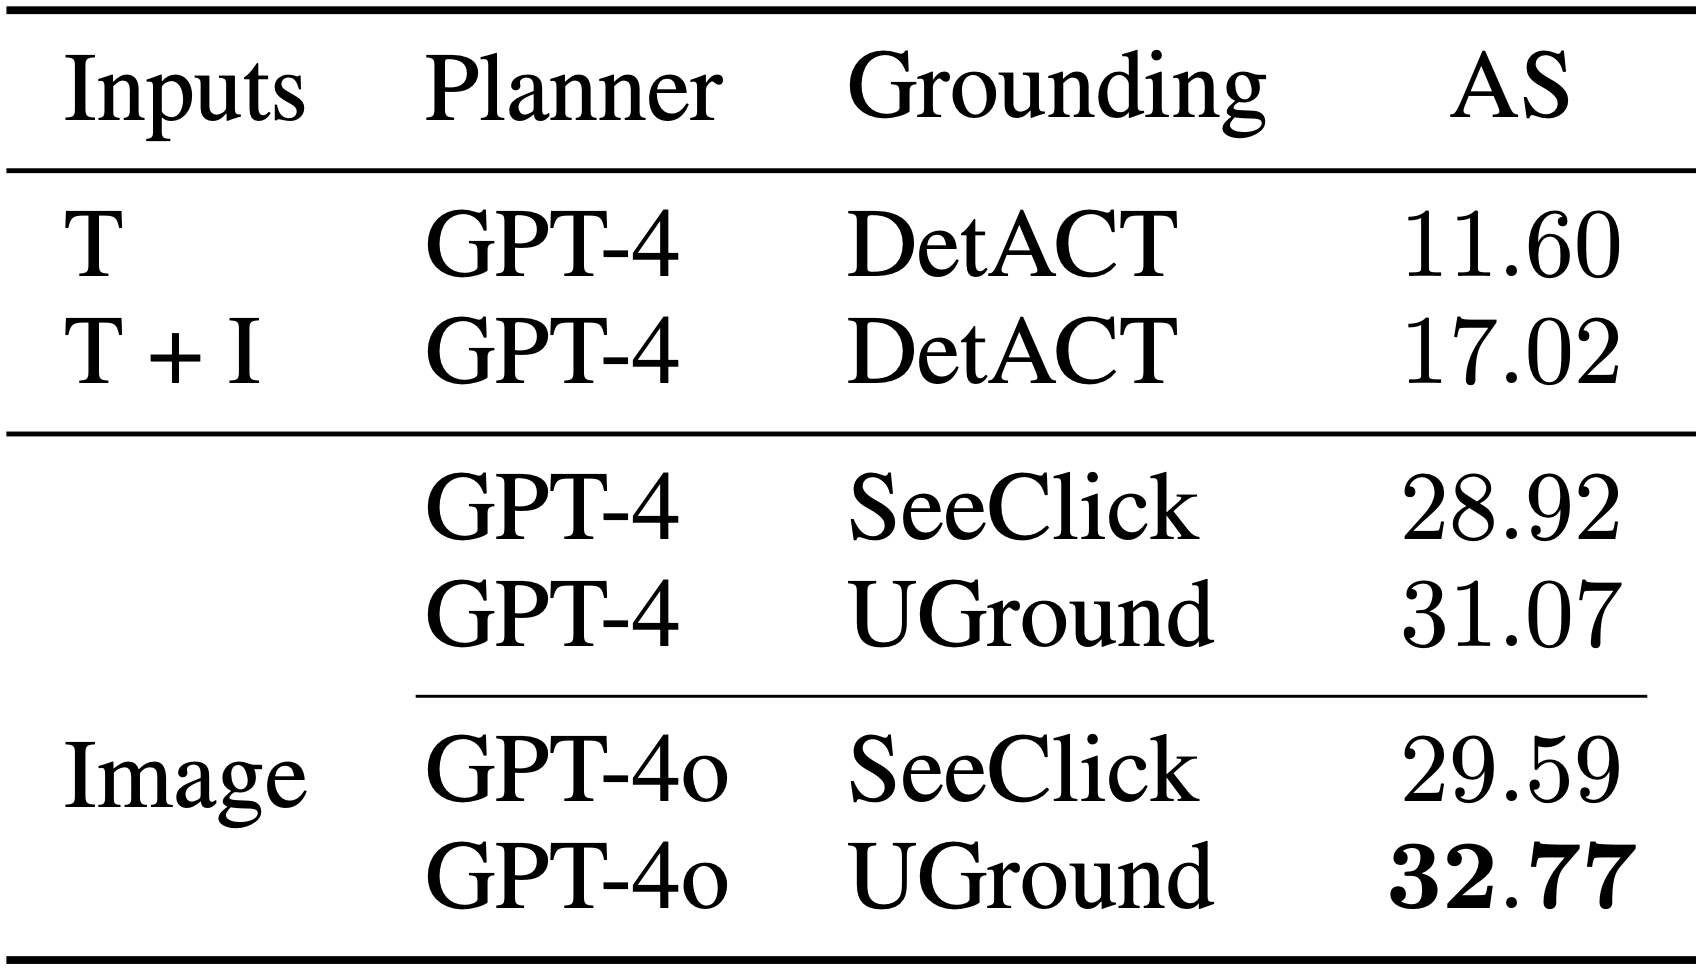 Inputs Planner Grounding AS
T GPT-4 DetACT 11.60
T + I GPT-4 DetACT 17.02
GPT-4 SeeClick 28.92
GPT-4 UGround 31.07
Image GPT-4o SeeClick 29.59
GPT-4o UGround 32.77